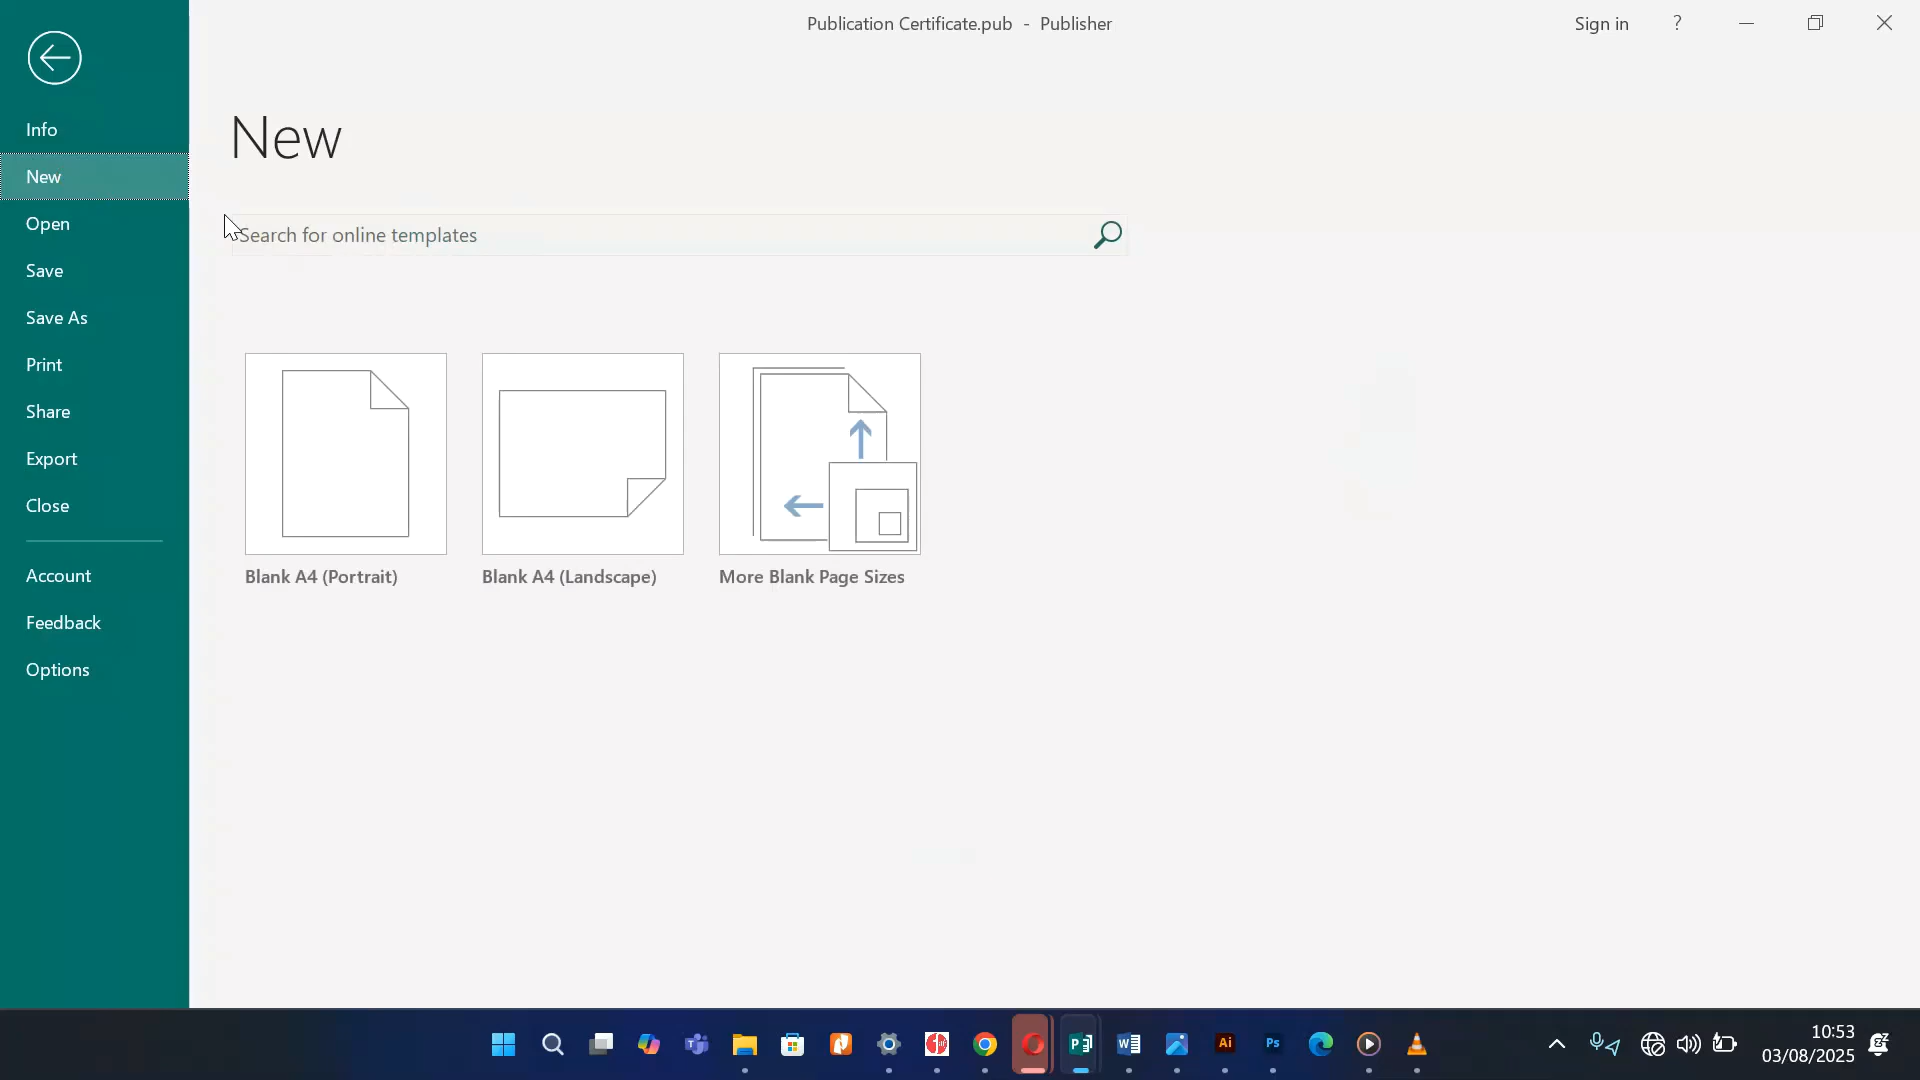 Publication Certificate.pub - Publisher
Sign in
?
Info
New
Open
Save
Save As
Print
Share
Export
Close
Account
Feedback
Options
New
Search for online templates
Blank A4 (Portrait)
Blank A4 (Landscape)
More Blank Page Sizes
Ai
Ps
10:53
03/08/2025